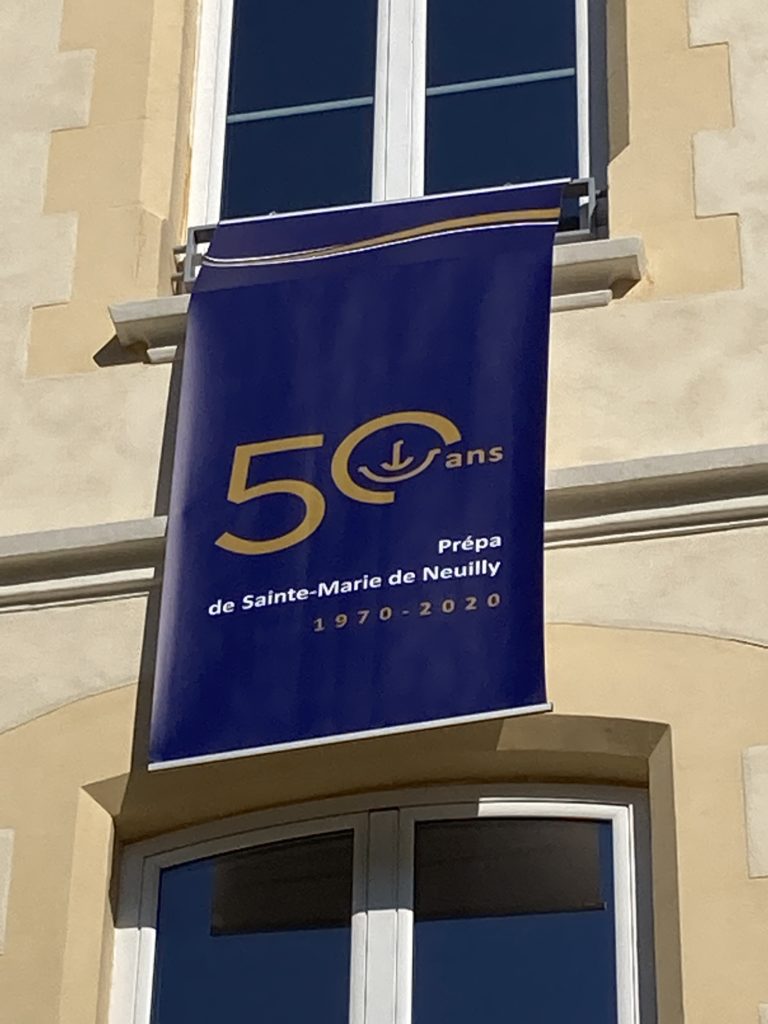 50 ans
Prépa
de Sainte-Marie de Neuilly
1970-2020